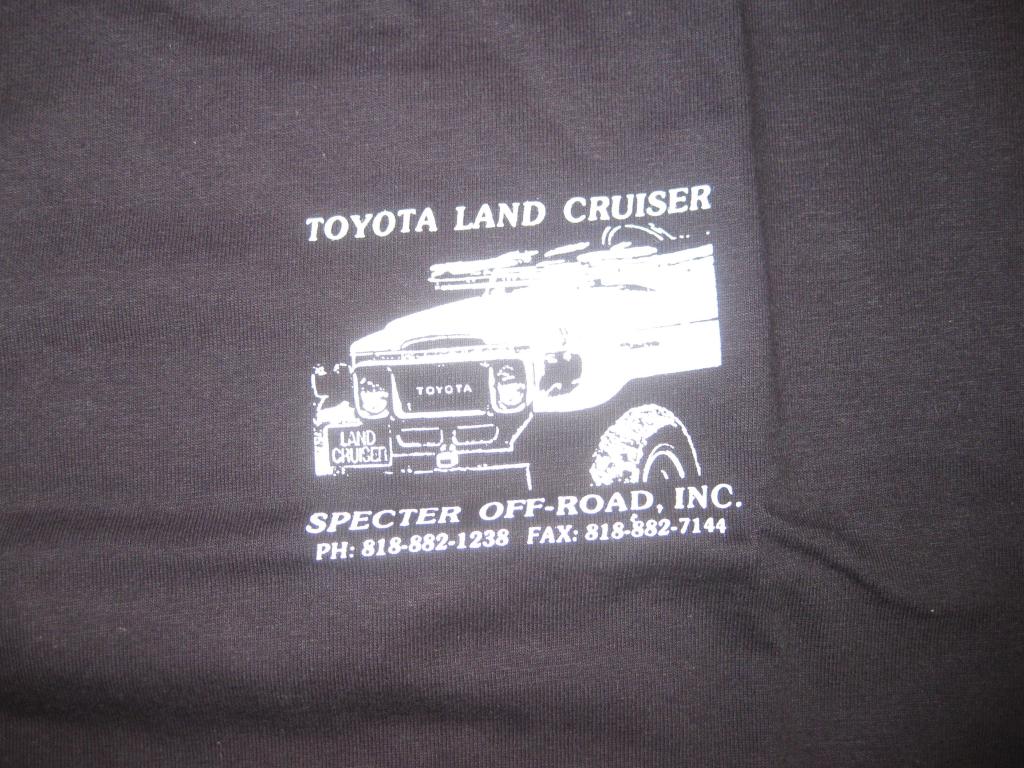 TOYOTA LAND CRUISER
TOYOTA
LAND
CRUISER
SPECTER OFF-ROAD, INC.
PH: 818-882-1238 FAX: 818-882-7144